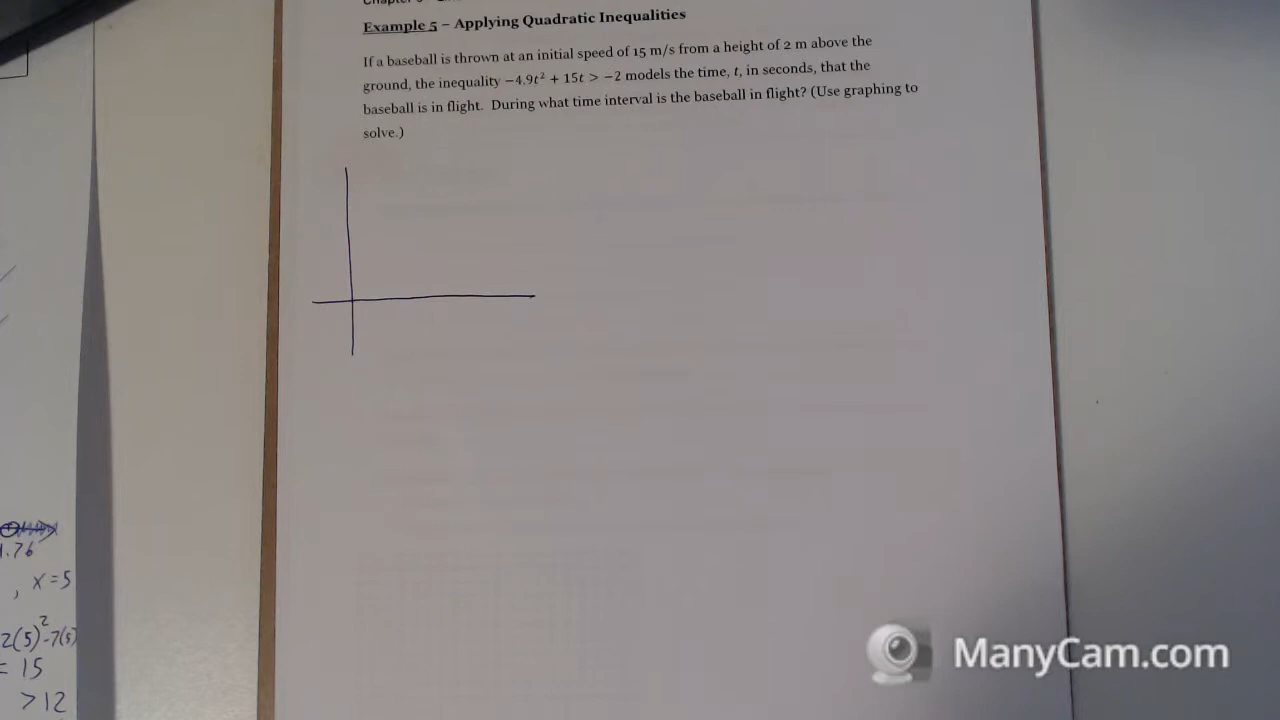 Example 5 – Applying Quadratic Inequalities
If a baseball is thrown at an initial speed of 15 m/s from a height of 2 m above the
ground, the inequality −4.9t² + 15t > −2 models the time, t, in seconds, that the
baseball is in flight. During what time interval is the baseball in flight? (Use graphing to
solve.)
1.76
, x=5
2(5)²-7(5)
= 15
>12
ManyCam.com